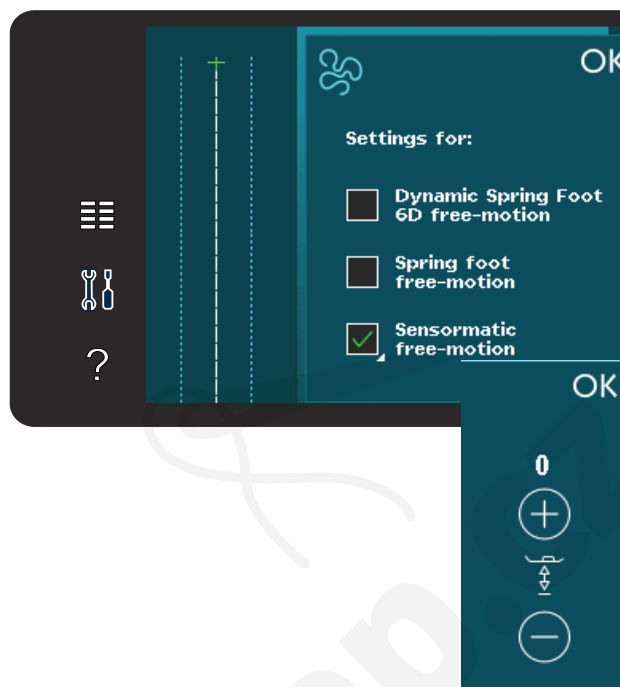 OK
Settings for:
Dynamic Spring Foot
6D free-motion
Spring foot
free-motion
Sensormatic
free-motion
?
OK
0